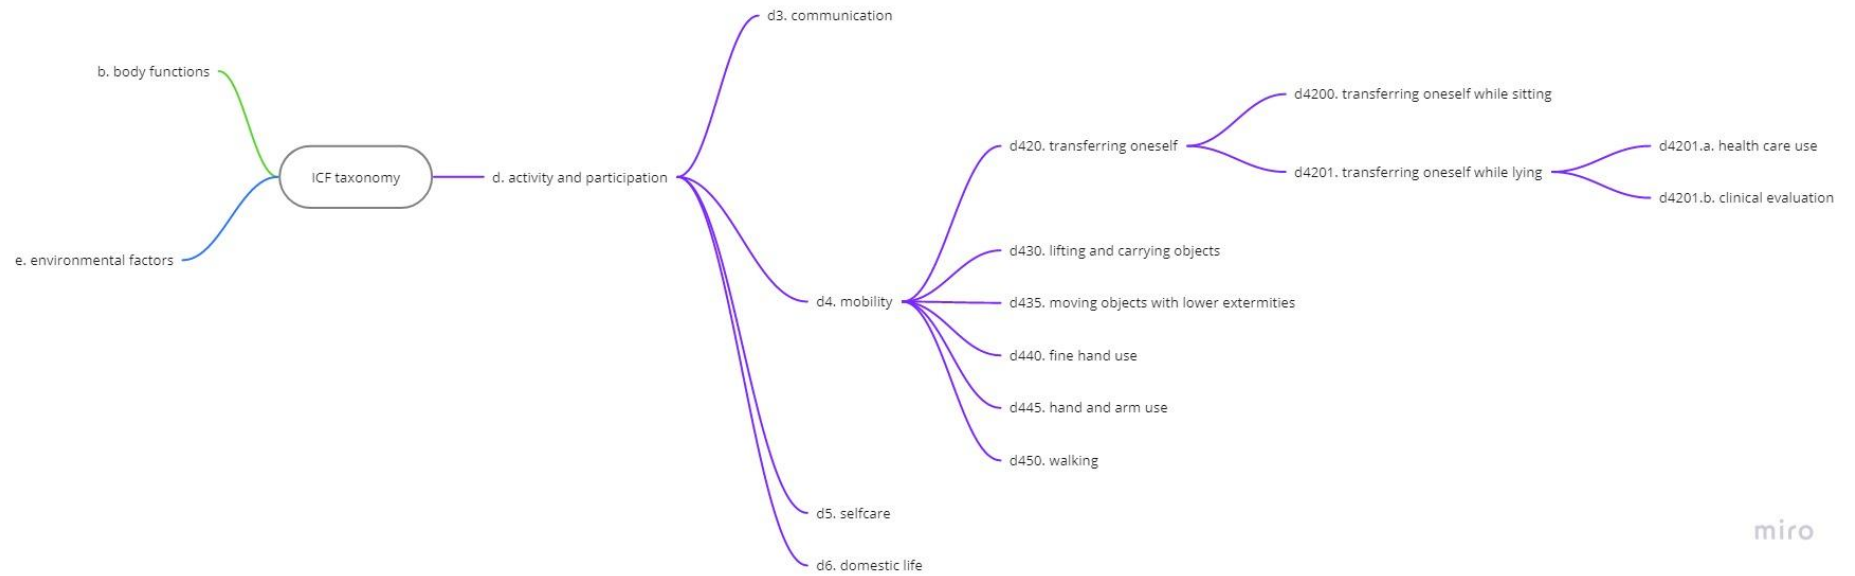 b. body functions
e. environmental factors
ICF taxonomy
d. activity and participation
d3. communication
d4. mobility
d420. transferring oneself
d4200. transferring oneself while sitting
d4201. transferring oneself while lying
d4201.a. health care use
d4201.b. clinical evaluation
d430. lifting and carrying objects
d435. moving objects with lower extermities
d440. fine hand use
d445. hand and arm use
d450. walking
d5. selfcare
d6. domestic life
miro